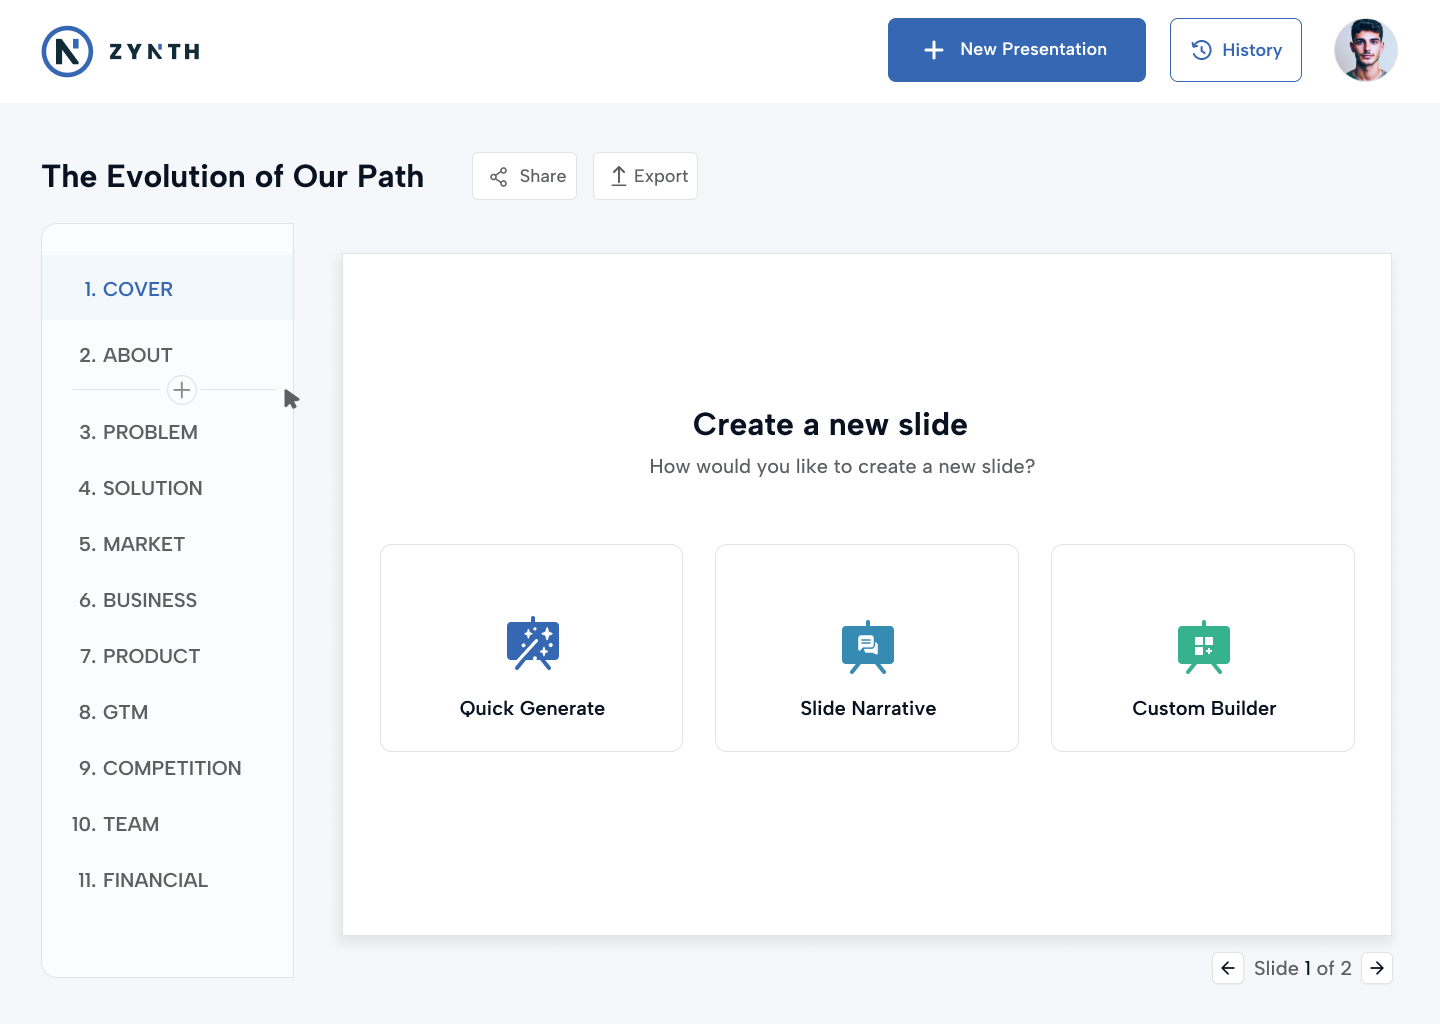 ZYNTH
New Presentation
History
The Evolution of Our Path
Share
Export
1. COVER
2. ABOUT
3. PROBLEM
4. SOLUTION
5. MARKET
6. BUSINESS
7. PRODUCT
8. GTM
9. COMPETITION
10. TEAM
11. FINANCIAL
Create a new slide
How would you like to create a new slide?
Quick Generate
Slide Narrative
Custom Builder
Slide 1 of 2